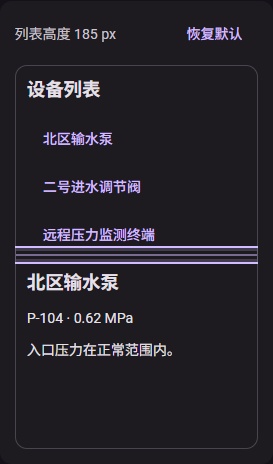 列表高度 185 px
恢复默认
设备列表
北区输水泵
二号进水调节阀
远程压力监测终端
北区输水泵
P-104 · 0.62 MPa
入口压力在正常范围内。